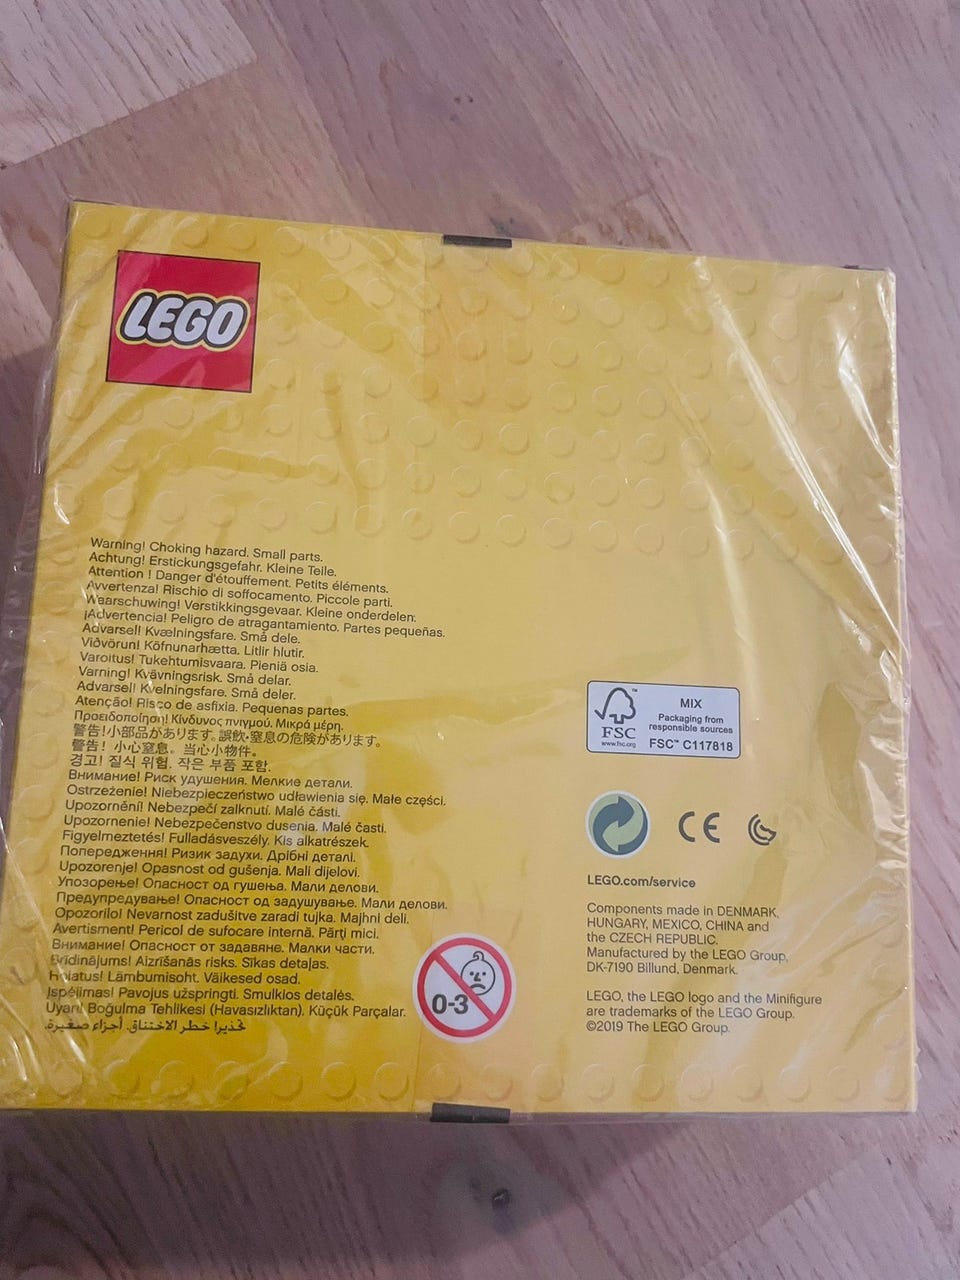 LEGO
Warning! Choking hazard. Small parts.
Achtung! Erstickungsgefahr. Kleine Teile.
Attention ! Danger d'étouffement. Petits éléments.
Avvertenza! Rischio di soffocamento. Piccole parti.
Waarschuwing! Verstikkingsgevaar. Kleine onderdelen.
¡Advertencia! Peligro de atragantamiento. Partes pequeñas.
Advarsel! Kvælningsfare. Små dele.
Viðvörun! Köfnunarhætta. Litlir hlutir.
Varoitus! Tukehtumisvaara. Pieniä osia.
Varning! Kvävningsrisk. Små delar.
Advarsel! Kvelningsfare. Små deler.
Atenção! Risco de asfixia. Pequenas partes.
Προειδοποίηση! Κίνδυνος πνιγμού. Μικρά μέρη.
警告!小部品があります。誤飲・窒息の危険があります。
警告！小心窒息。当心小物件。
경고! 질식 위험. 작은 부품 포함.
Внимание! Риск удушения. Мелкие детали.
Ostrzeżenie! Niebezpieczeństwo udławienia się. Małe części.
Upozornění! Nebezpečí zalknutí. Malé části.
Upozornenie! Nebezpečenstvo dusenia. Malé časti.
Figyelmeztetés! Fulladásveszély. Kis alkatrészek.
Попередження! Ризик задухи. Дрібні деталі.
Upozorenje! Opasnost od gušenja. Mali dijelovi.
Упозорење! Опасност од гушења. Мали делови.
Предупредување! Опасност од задушување. Мали делови.
Opozorilo! Nevarnost zadušitve zaradi tujka. Majhni deli.
Avertisment! Pericol de sufocare internă. Părţi mici.
Внимание! Опасност от задавяне. Малки части.
Brīdinājums! Aizrīšanās risks. Sīkas detaļas.
Hoiatus! Lämbumisoht. Väikesed osad.
Įspėjimas! Pavojus užspringti. Smulkios detalės.
Uyarı! Boğulma Tehlikesi (Havasızlıktan). Küçük Parçalar.
تحذير! خطر الاختناق. أجزاء صغيرة.
0-3
FSC
www.fsc.org
MIX
Packaging from
responsible sources
FSC™ C117818
CE
LEGO.com/service
Components made in DENMARK,
HUNGARY, MEXICO, CHINA and
the CZECH REPUBLIC.
Manufactured by the LEGO Group,
DK-7190 Billund, Denmark.
LEGO, the LEGO logo and the Minifigure
are trademarks of the LEGO Group.
©2019 The LEGO Group.